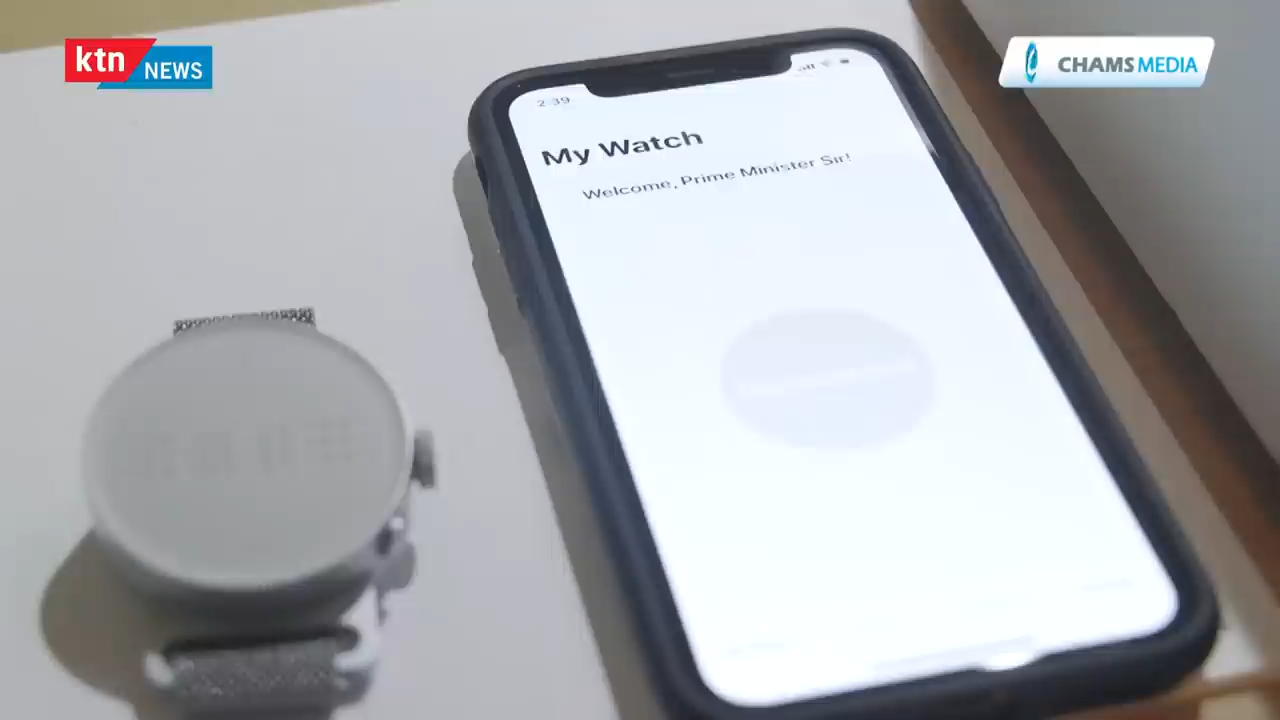 ktn
NEWS
CHAMS MEDIA
2:39
My Watch
Welcome, Prime Minister Sir!